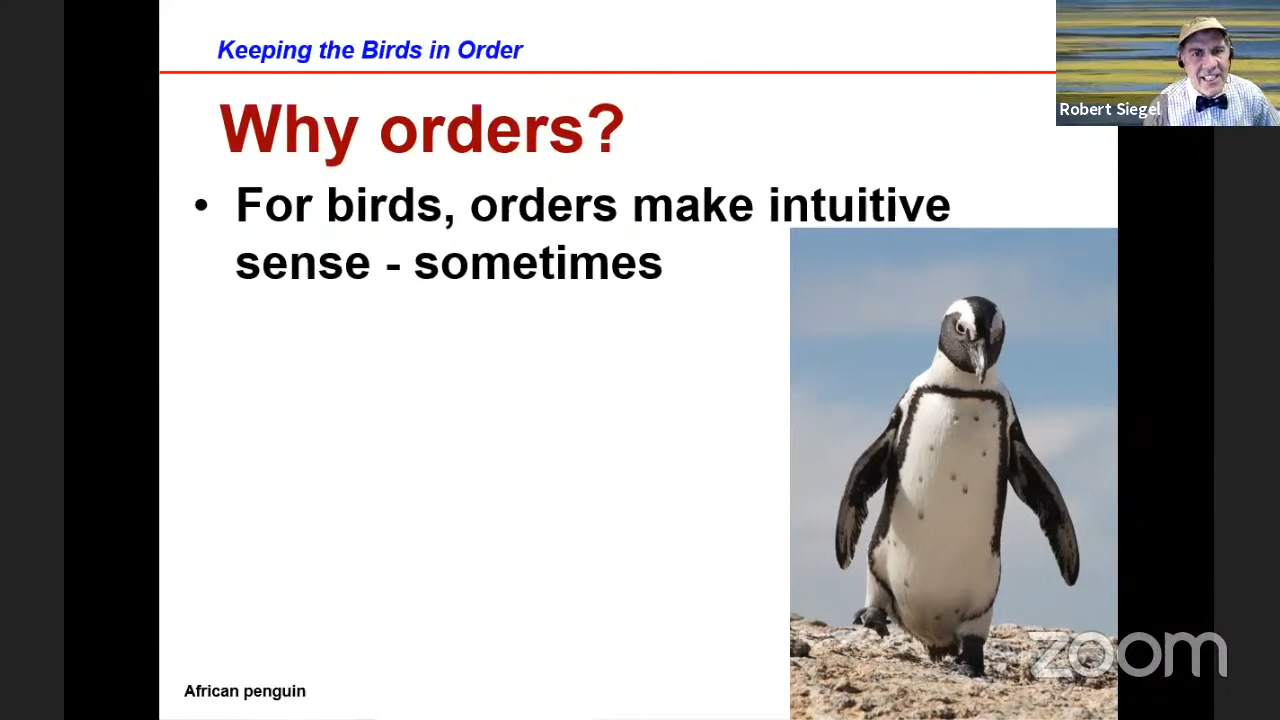 Keeping the Birds in Order
Robert Siegel
Why orders?
• For birds, orders make intuitive
sense - sometimes
African penguin
zoom